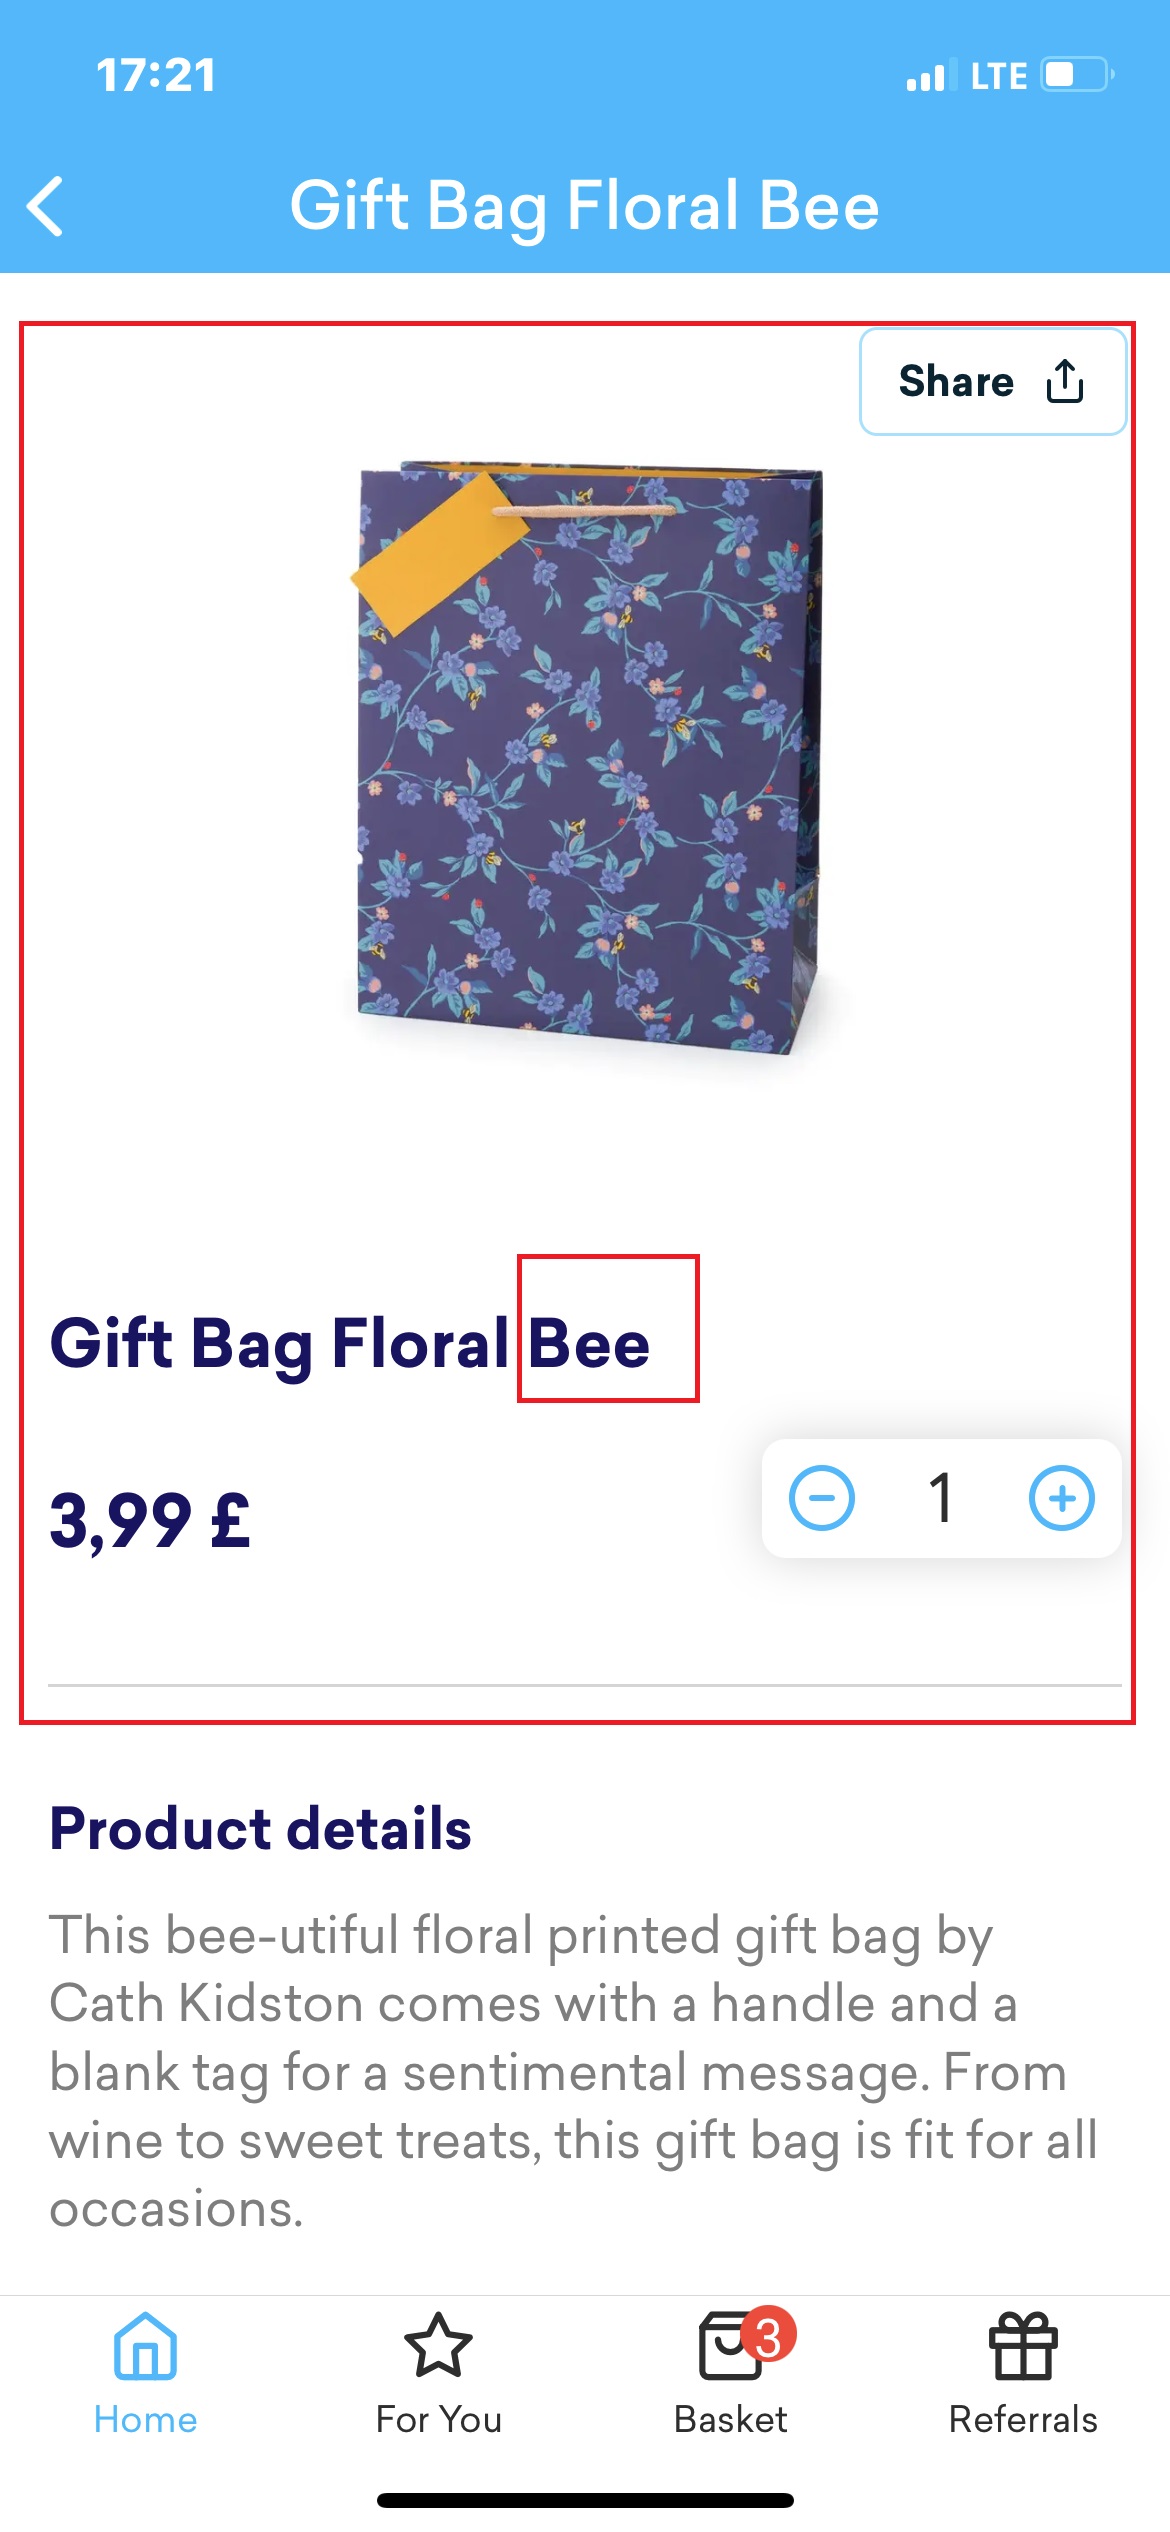 17:21
LTE
Gift Bag Floral Bee
Share
Gift Bag Floral Bee
3,99 £
1
Product details
This bee-utiful floral printed gift bag by
Cath Kidston comes with a handle and a
blank tag for a sentimental message. From
wine to sweet treats, this gift bag is fit for all
occasions.
3
Home
For You
Basket
Referrals